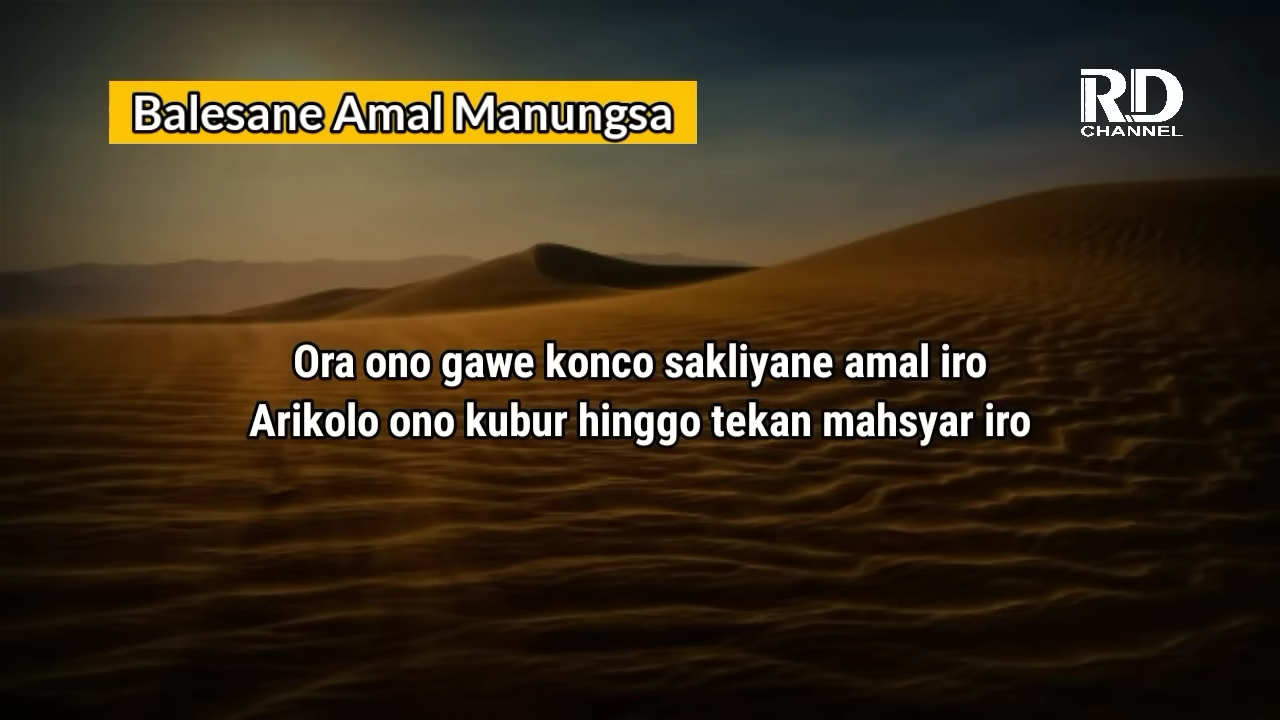 Balesane Amal Manungsa
RD
CHANNEL
Ora ono gawe konco sakliyane amal iro
Arikolo ono kubur hinggo tekan mahsyar iro